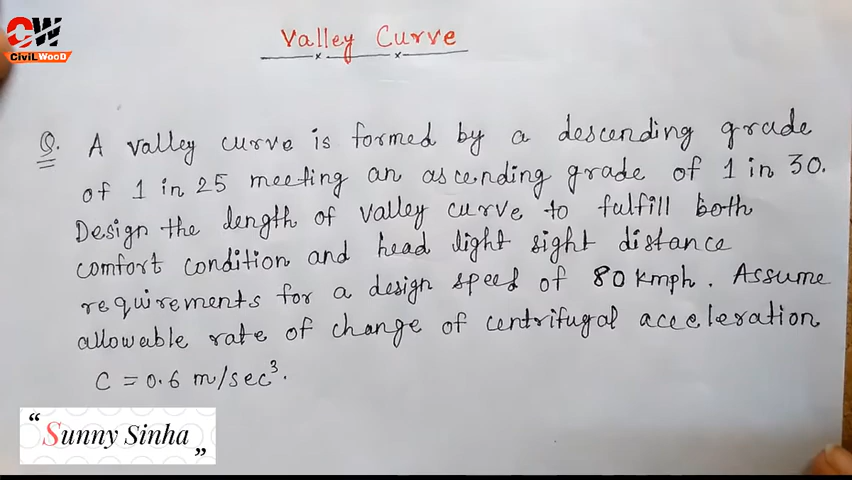 CW
CiViLWooD
Valley Curve
Q. A valley curve is formed by a descending grade
of 1 in 25 meeting an ascending grade of 1 in 30.
Design the length of valley curve to fulfill both
comfort condition and head light sight distance
requirements for a design speed of 80 kmph. Assume
allowable rate of change of centrifugal acceleration
C = 0.6 m/sec³.
“Sunny Sinha”